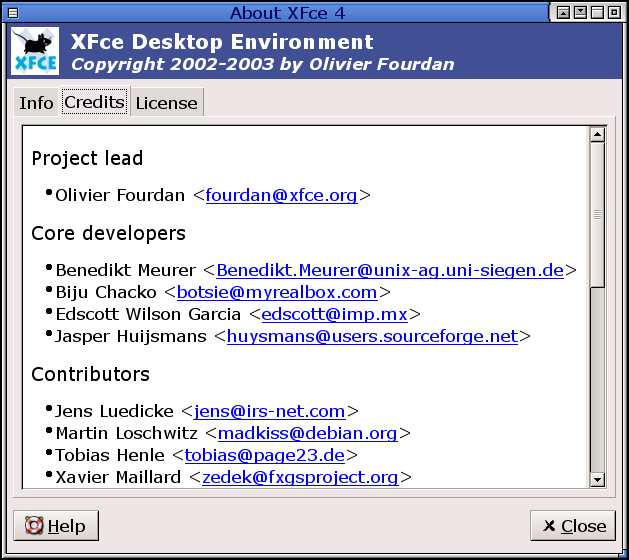 About XFce 4
XFce Desktop Environment
Copyright 2002-2003 by Olivier Fourdan
XFCE
Info Credits License
Project lead
•Olivier Fourdan <fourdan@xfce.org>
Core developers
•Benedikt Meurer <Benedikt.Meurer@unix-ag.uni-siegen.de>
•Biju Chacko <botsie@myrealbox.com>
•Edscott Wilson Garcia <edscott@imp.mx>
•Jasper Huijsmans <huysmans@users.sourceforge.net>
Contributors
•Jens Luedicke <jens@irs-net.com>
•Martin Loschwitz <madkiss@debian.org>
•Tobias Henle <tobias@page23.de>
•Xavier Maillard <zedek@fxgsproject.org>
Help Close